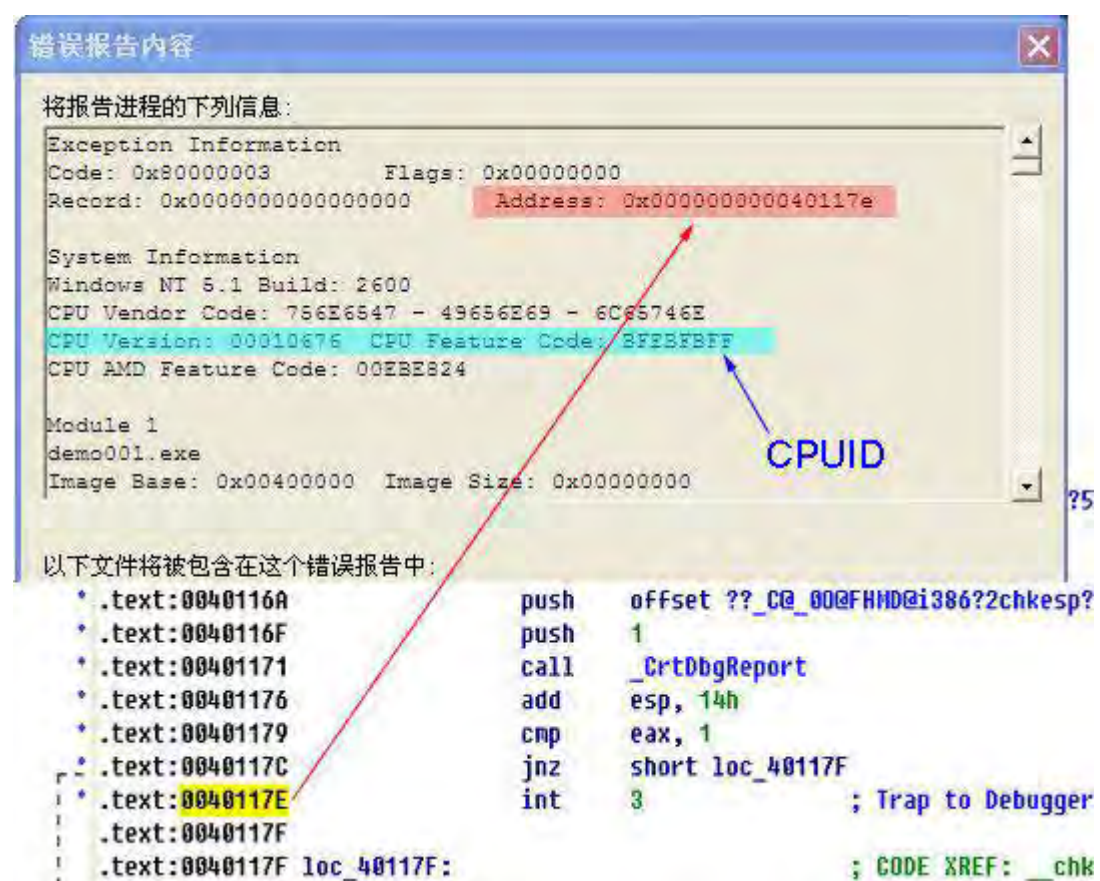 错误报告内容
将报告进程的下列信息:
Exception Information
Code: 0x80000003 Flags: 0x00000000
Record: 0x0000000000000000 Address: 0x000000000040117e
System Information
Windows NT 5.1 Build: 2600
CPU Vendor Code: 756E6547 - 49656E69 - 6C65746E
CPU Version: 00010676 CPU Feature Code: BFEBFBFF
CPU AMD Feature Code: 00EBE824
CPUID
Module 1
demo001.exe
Image Base: 0x00400000 Image Size: 0x00000000
?5
以下文件将被包含在这个错误报告中:
.text:0040116A push offset ??_C@_0O@FHMD@i386?2chkesp?
.text:0040116F push 1
.text:00401171 call _CrtDbgReport
.text:00401176 add esp, 14h
.text:00401179 cmp eax, 1
.text:0040117C jnz short loc_40117F
.text:0040117E int 3 ; Trap to Debugger
.text:0040117F
.text:0040117F loc_40117F: ; CODE XREF: __chk